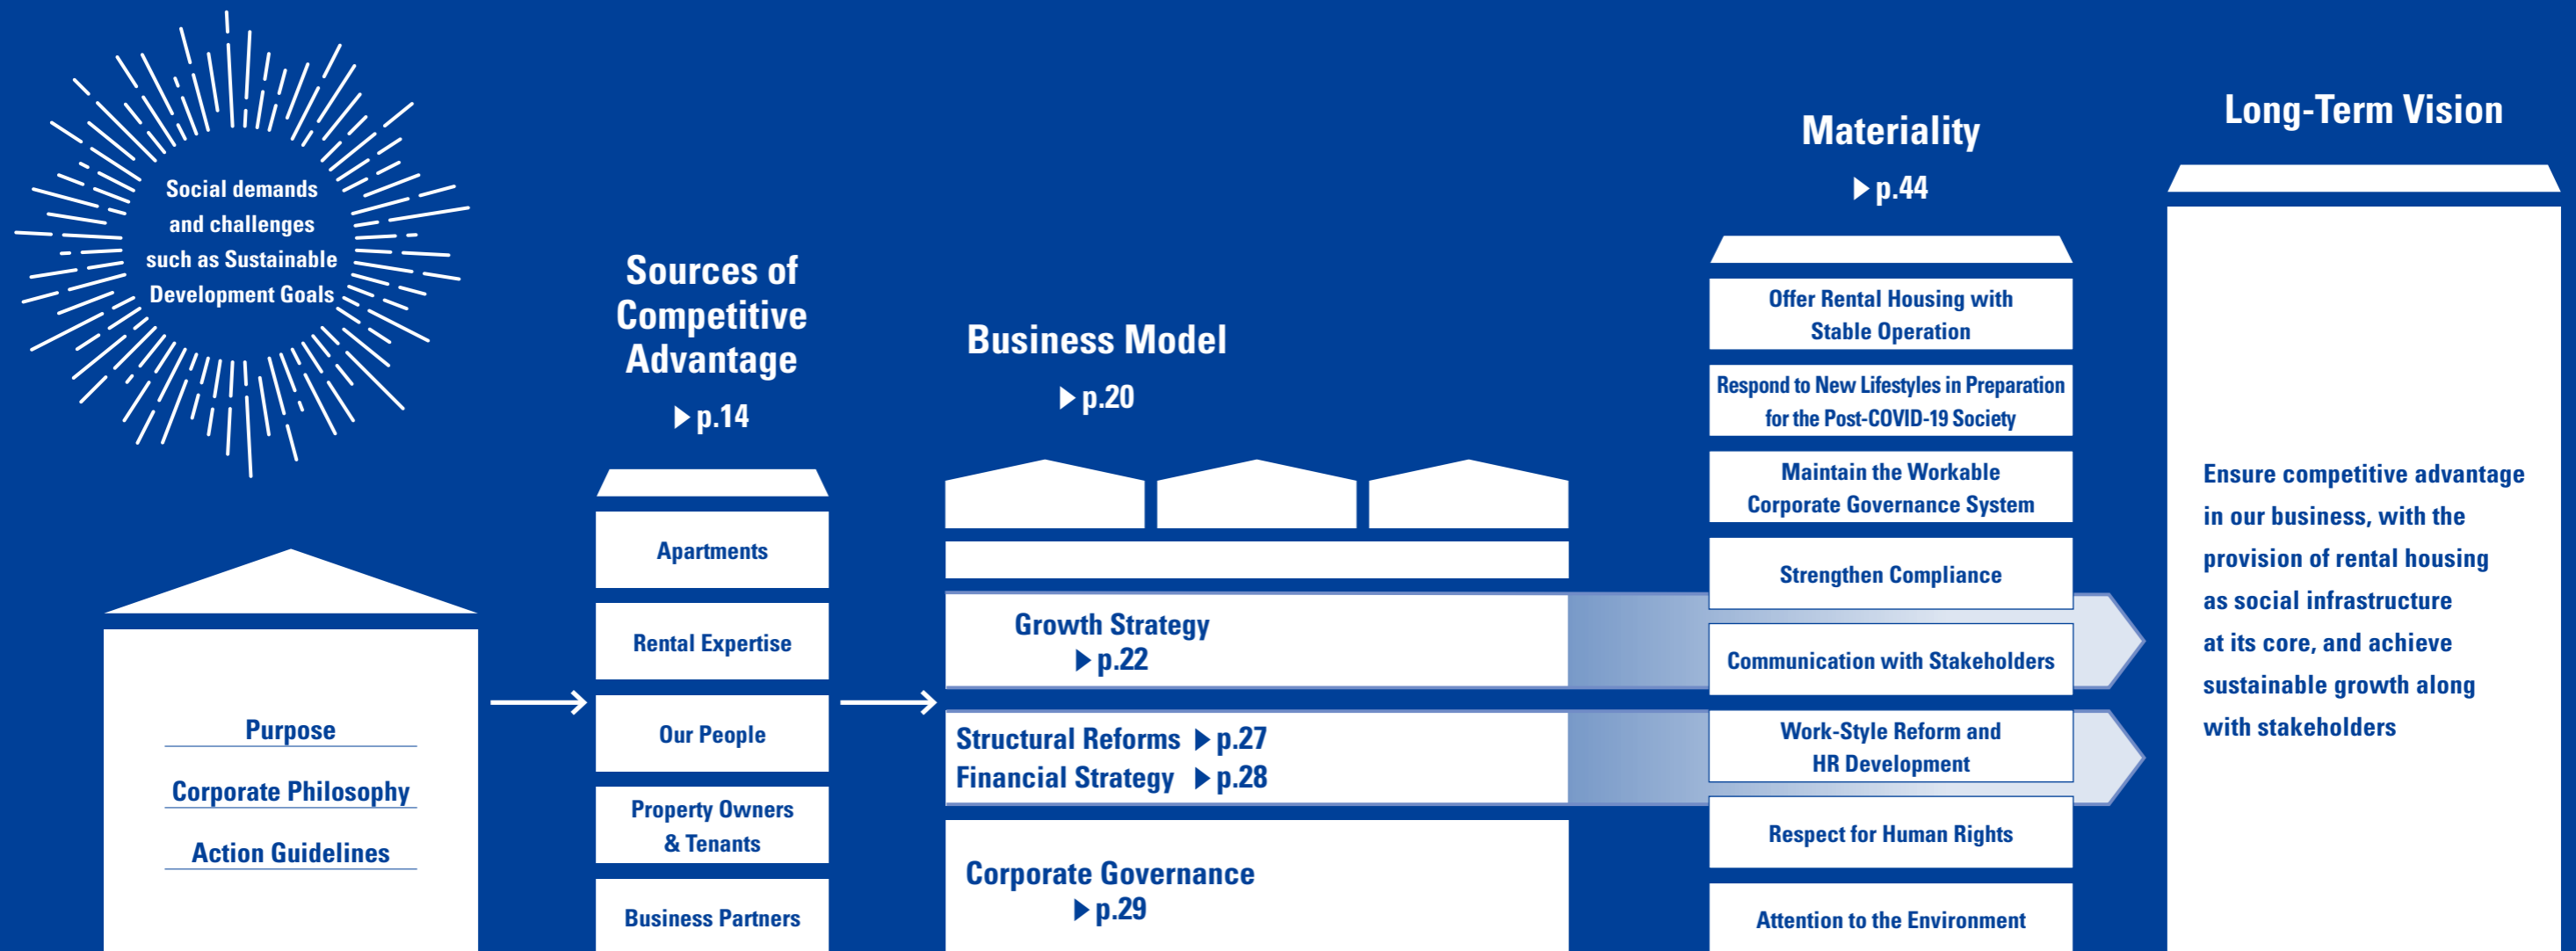 Social demands
and challenges
such as Sustainable
Development Goals
Purpose
Corporate Philosophy
Action Guidelines
Sources of
Competitive
Advantage
▶p.14
Apartments
Rental Expertise
Our People
Property Owners
& Tenants
Business Partners
Business Model
▶p.20
Growth Strategy
▶p.22
Structural Reforms ▶p.27
Financial Strategy ▶p.28
Corporate Governance
▶p.29
Materiality
▶p.44
Offer Rental Housing with
Stable Operation
Respond to New Lifestyles in Preparation
for the Post-COVID-19 Society
Maintain the Workable
Corporate Governance System
Strengthen Compliance
Communication with Stakeholders
Work-Style Reform and
HR Development
Respect for Human Rights
Attention to the Environment
Long-Term Vision
Ensure competitive advantage
in our business, with the
provision of rental housing
as social infrastructure
at its core, and achieve
sustainable growth along
with stakeholders